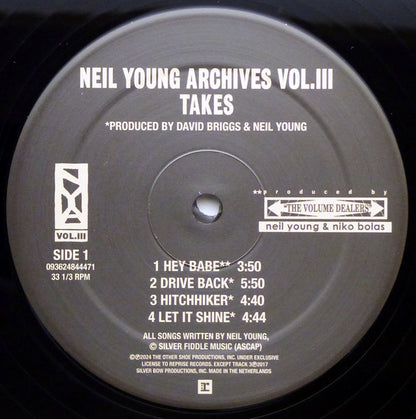 NEIL YOUNG ARCHIVES VOL.III
TAKES
*PRODUCED BY DAVID BRIGGS & NEIL YOUNG
NYA
VOL.III
**produced by
"THE VOLUME DEALERS"
neil young & niko bolas
SIDE 1
093624844471
33 1/3 RPM
1 HEY BABE** 3:50
2 DRIVE BACK* 5:50
3 HITCHHIKER* 4:40
4 LET IT SHINE* 4:44
ALL SONGS WRITTEN BY NEIL YOUNG,
© SILVER FIDDLE MUSIC (ASCAP)
©℗2024 THE OTHER SHOE PRODUCTIONS, INC. UNDER EXCLUSIVE
LICENSE TO REPRISE RECORDS. EXCEPT TRACK 3℗2017
SILVER BOW PRODUCTIONS, INC. MADE IN THE NETHERLANDS
r